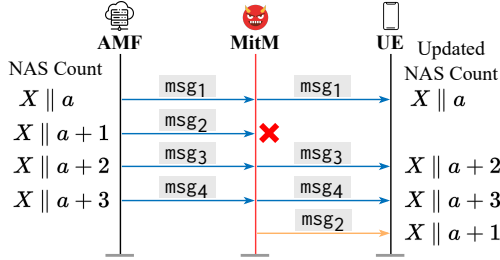 AMF MitM UE
NAS Count
Updated
NAS Count
X ∥ a msg1 msg1 X ∥ a
X ∥ a + 1 msg2
X ∥ a + 2 msg3 msg3 X ∥ a + 2
X ∥ a + 3 msg4 msg4 X ∥ a + 3
msg2 X ∥ a + 1